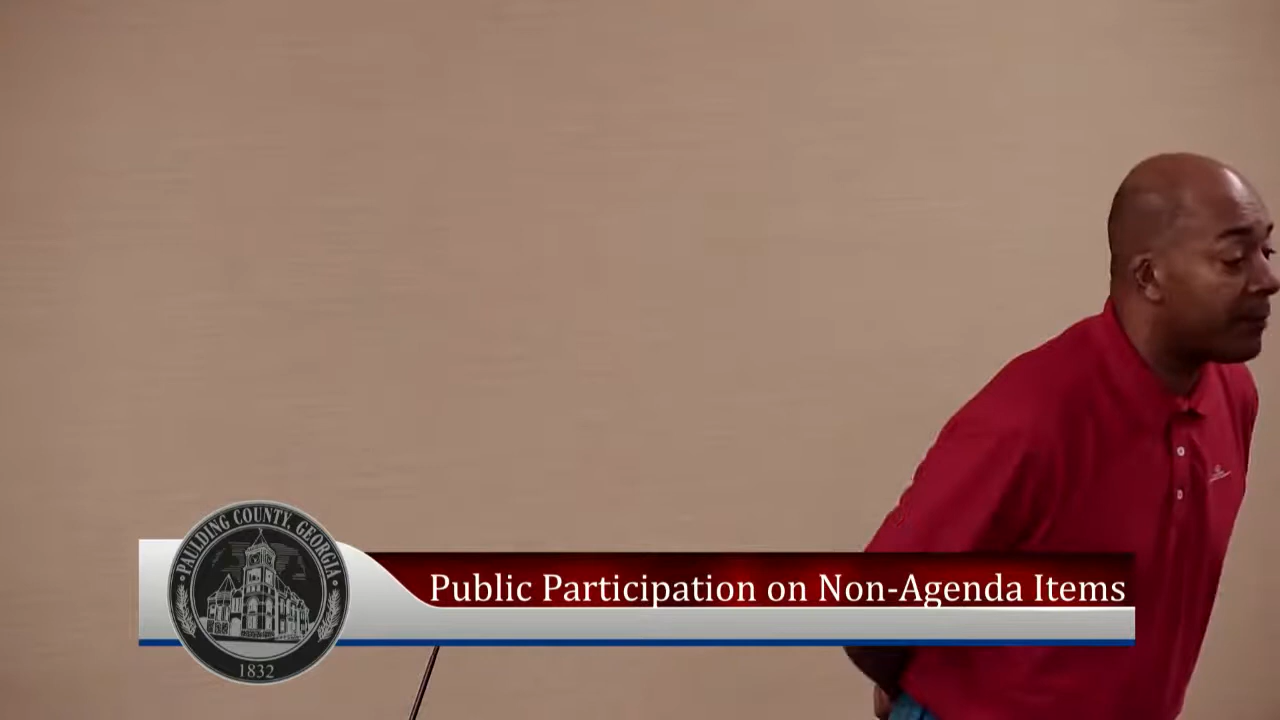 PAULDING COUNTY, GEORGIA
Public Participation on Non-Agenda Items
1832